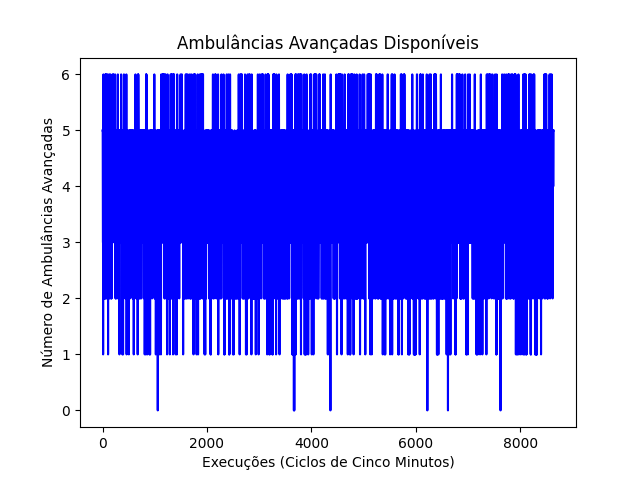 Ambulâncias Avançadas Disponíveis
Número de Ambulâncias Avançadas
6
5
4
3
2
1
0
0 2000 4000 6000 8000
Execuções (Ciclos de Cinco Minutos)